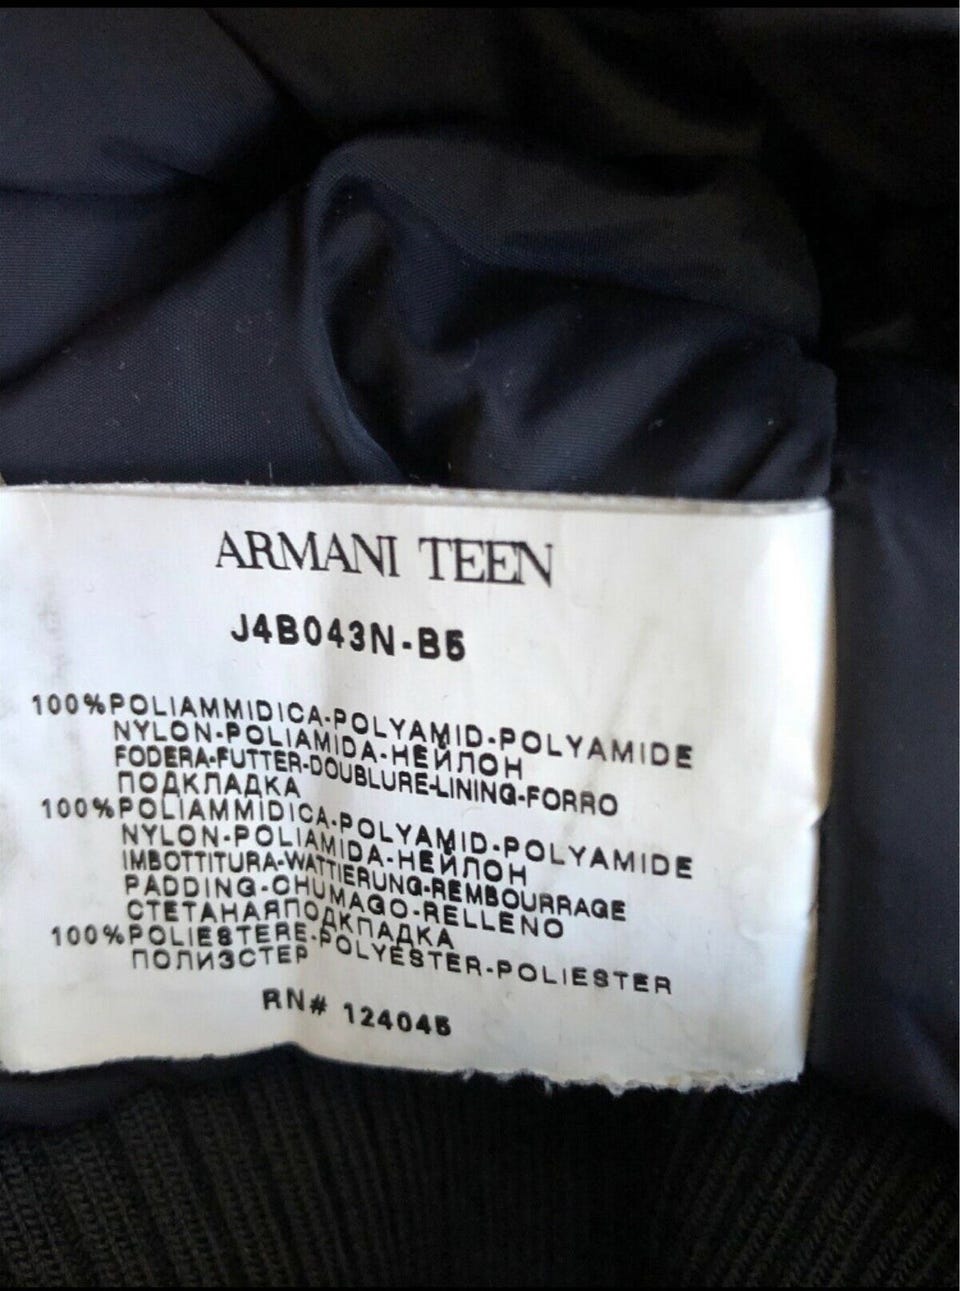 ARMANI TEEN
J4B043N-B5
100%POLIAMMIDICA-POLYAMID-POLYAMIDE
NYLON-POLIAMIDA-НЕЙЛОН
FODERA-FUTTER-DOUBLURE-LINING-FORRO
ПОДКЛАДКА
100%POLIAMMIDICA-POLYAMID-POLYAMIDE
NYLON-POLIAMIDA-НЕЙЛОН
IMBOTTITURA-WATTIERUNG-REMBOURRAGE
PADDING-CHUMAGO-RELLENO
СТЕТАНАЯПОДКЛАДКА
100%POLIESTERE-POLYESTER-POLIESTER
ПОЛИЭСТЕР
RN# 124045